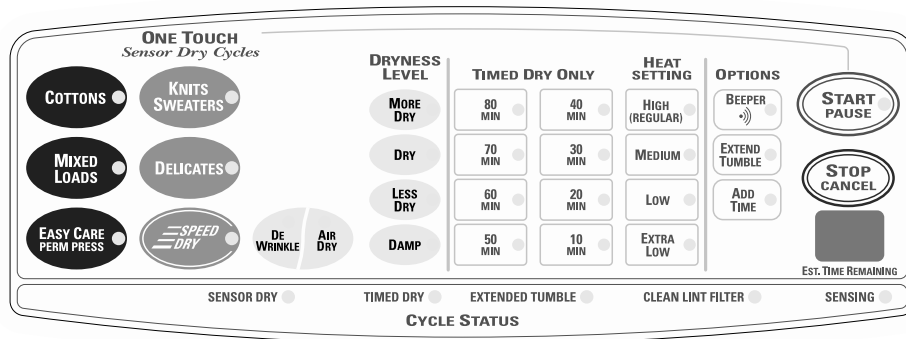 ONE TOUCH
Sensor Dry Cycles
COTTONS
KNITS
SWEATERS
MIXED
LOADS
DELICATES
EASY CARE
PERM PRESS
SPEED
DRY
DE
WRINKLE
AIR
DRY
DRYNESS
LEVEL
MORE
DRY
DRY
LESS
DRY
DAMP
TIMED DRY ONLY
80
MIN
40
MIN
70
MIN
30
MIN
60
MIN
20
MIN
50
MIN
10
MIN
HEAT
SETTING
HIGH
(REGULAR)
MEDIUM
LOW
EXTRA
LOW
OPTIONS
BEEPER
EXTEND
TUMBLE
ADD
TIME
START
PAUSE
STOP
CANCEL
EST. TIME REMAINING
SENSOR DRY
TIMED DRY
EXTENDED TUMBLE
CLEAN LINT FILTER
SENSING
CYCLE STATUS